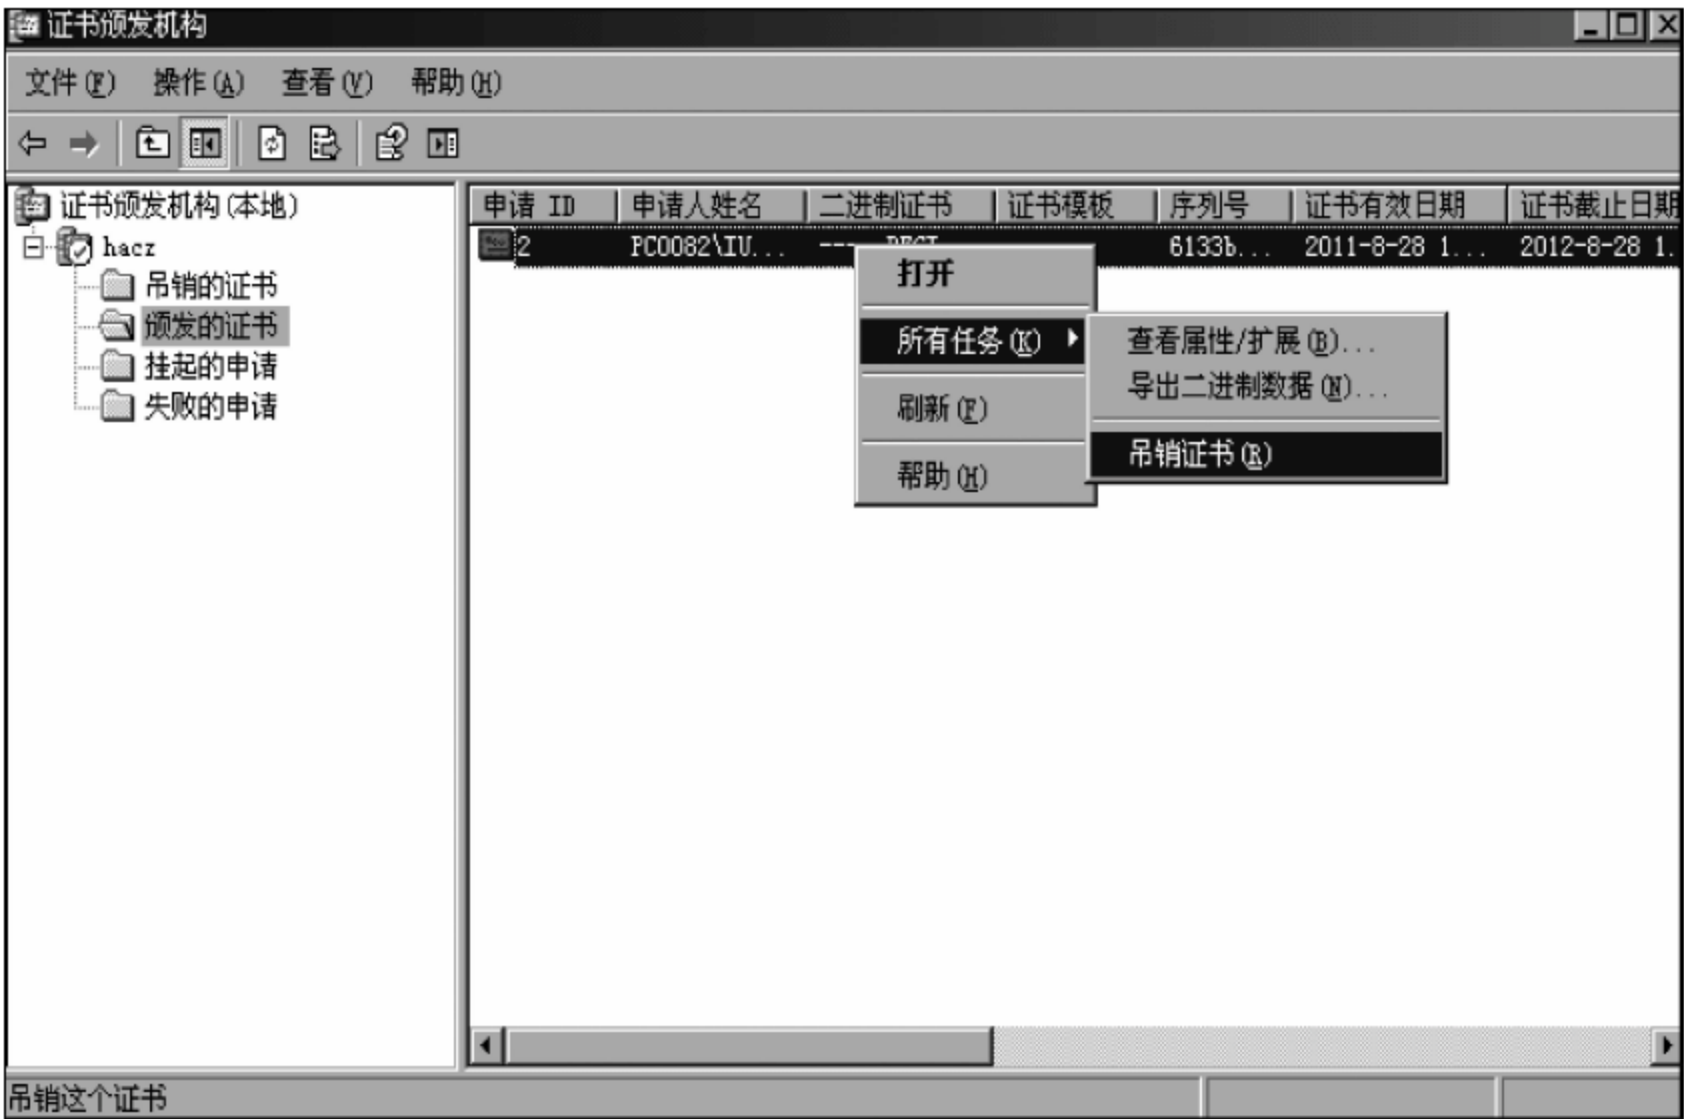 证书颁发机构
文件(F) 操作(A) 查看(V) 帮助(H)
证书颁发机构(本地)
hacz
吊销的证书
颁发的证书
挂起的申请
失败的申请
申请 ID 申请人姓名 二进制证书 证书模板 序列号 证书有效日期 证书截止日期
2 PC0082\IU... 6133b... 2011-8-28 1... 2012-8-28 1.
打开
所有任务(K)
刷新(F)
帮助(H)
查看属性/扩展(B)...
导出二进制数据(N)...
吊销证书(R)
吊销这个证书